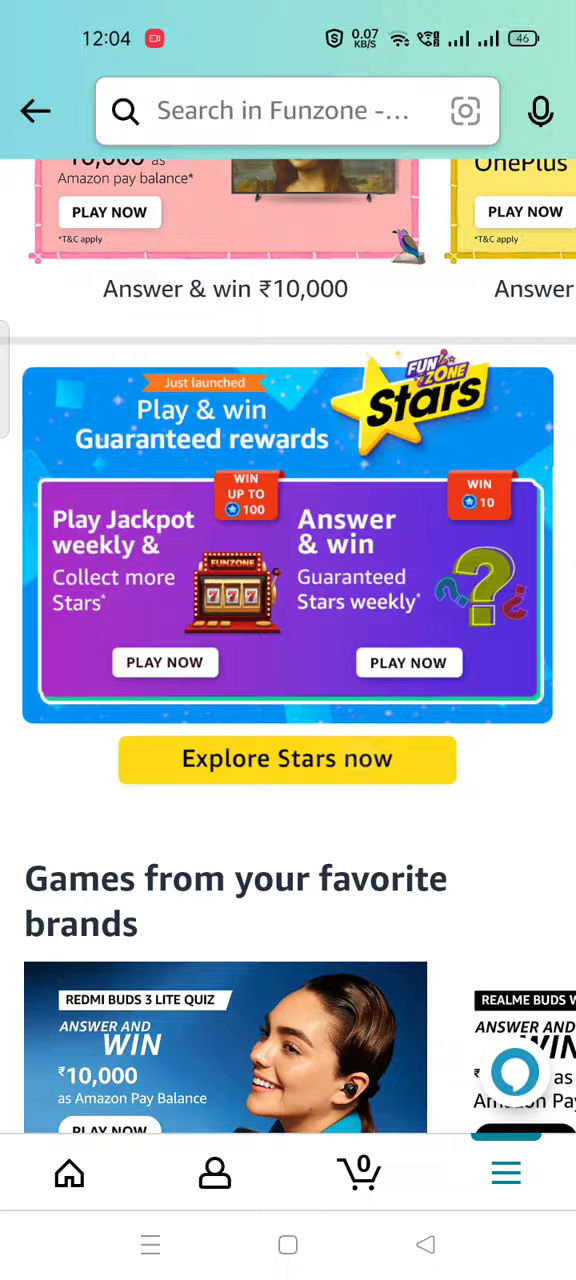 12:04
0.07
KB/S
46
Search in Funzone -...
10,000 as
Amazon pay balance*
PLAY NOW
*T&C apply
OnePlus
PLAY NOW
*T&C apply
Answer & win ₹10,000
Answer
Just launched
Play & win
Guaranteed rewards
FUN ZONE
Stars
WIN
UP TO
100
Play Jackpot
weekly &
Collect more
Stars*
FUNZONE
777
PLAY NOW
WIN
10
Answer
& win
Guaranteed
Stars weekly*
PLAY NOW
Explore Stars now
Games from your favorite
brands
REDMI BUDS 3 LITE QUIZ
ANSWER AND
WIN
₹10,000
as Amazon Pay Balance
PLAY NOW
REALME BUDS W
ANSWER AND
WIN
₹
as
Pa
0